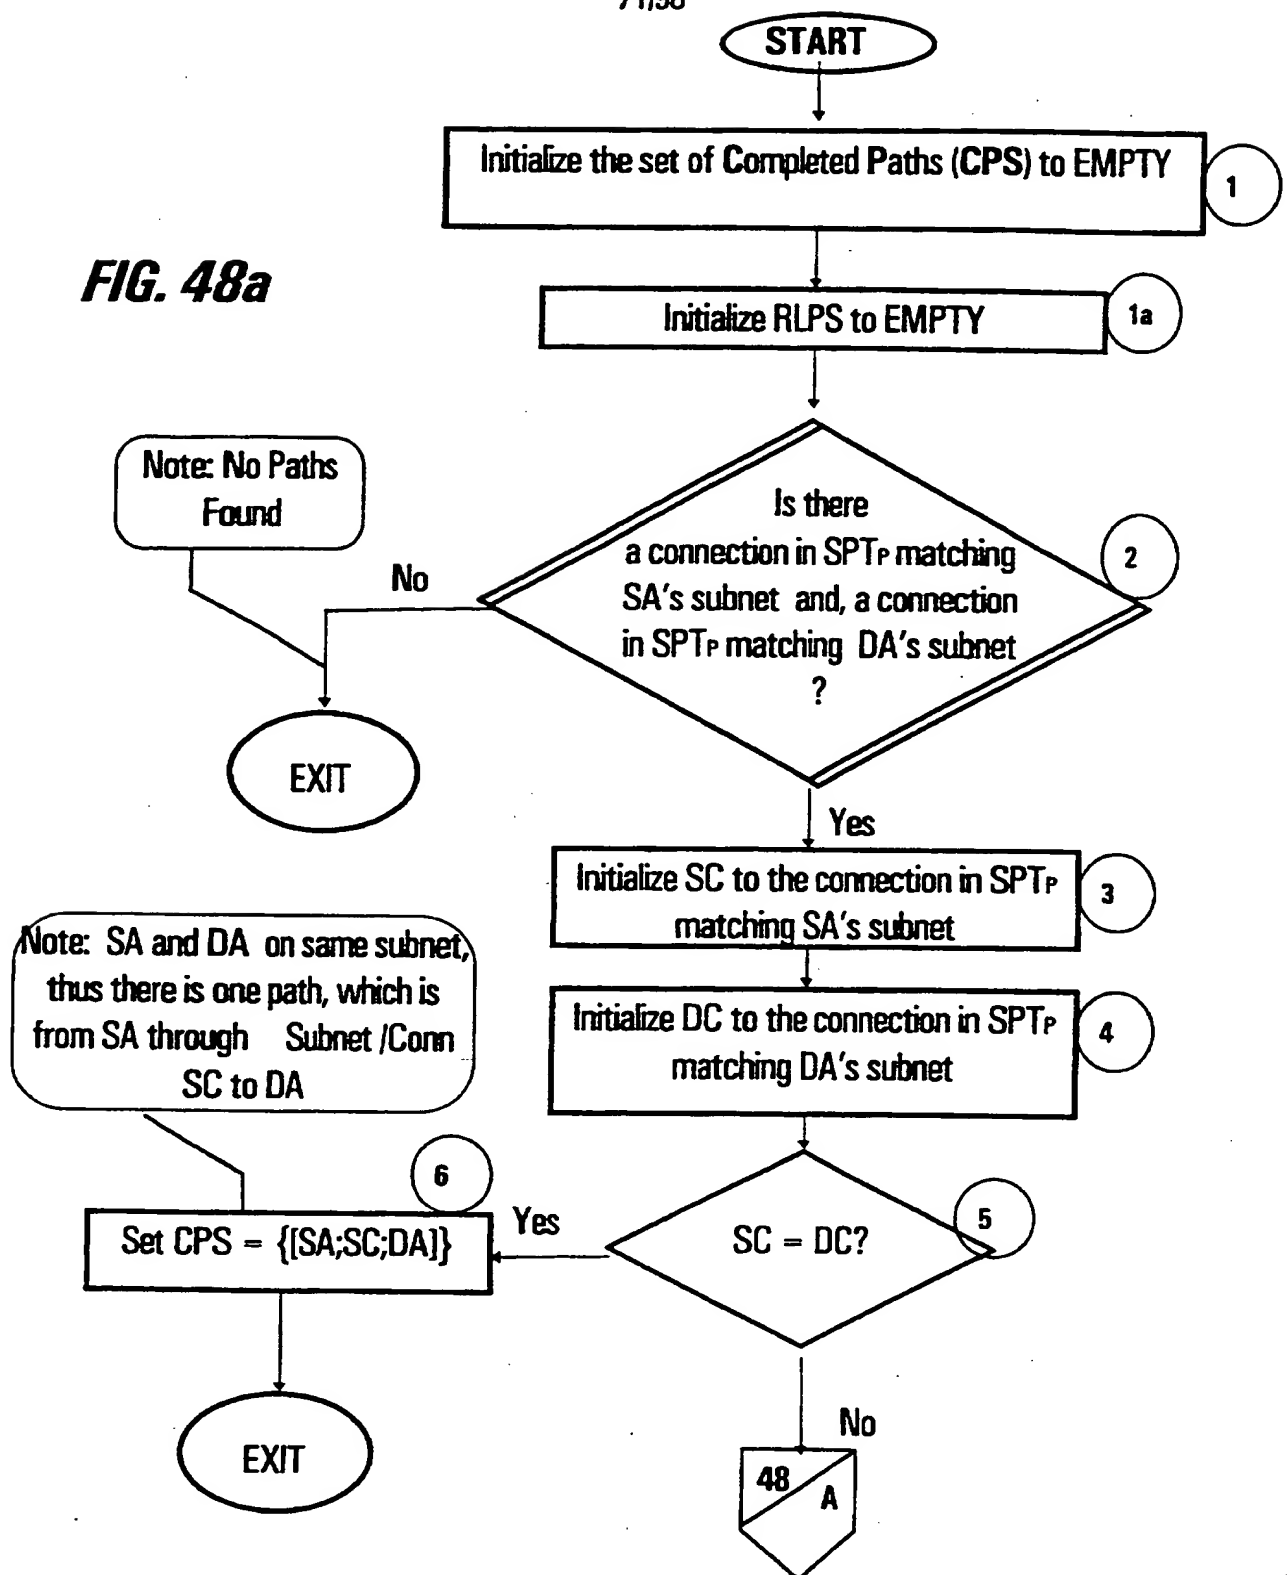 START
Initialize the set of Completed Paths (CPS) to EMPTY
1
FIG. 48a
Initialize RLPS to EMPTY
1a
Note: No Paths
Found
No
Is there
a connection in SPTP matching
SA's subnet and, a connection
in SPTP matching DA's subnet
?
2
EXIT
Yes
Initialize SC to the connection in SPTP
matching SA's subnet
3
Note: SA and DA on same subnet,
thus there is one path, which is
from SA through Subnet /Conn
SC to DA
Initialize DC to the connection in SPTP
matching DA's subnet
4
6
Set CPS = {[SA;SC;DA]}
Yes
SC = DC?
5
EXIT
No
48
A